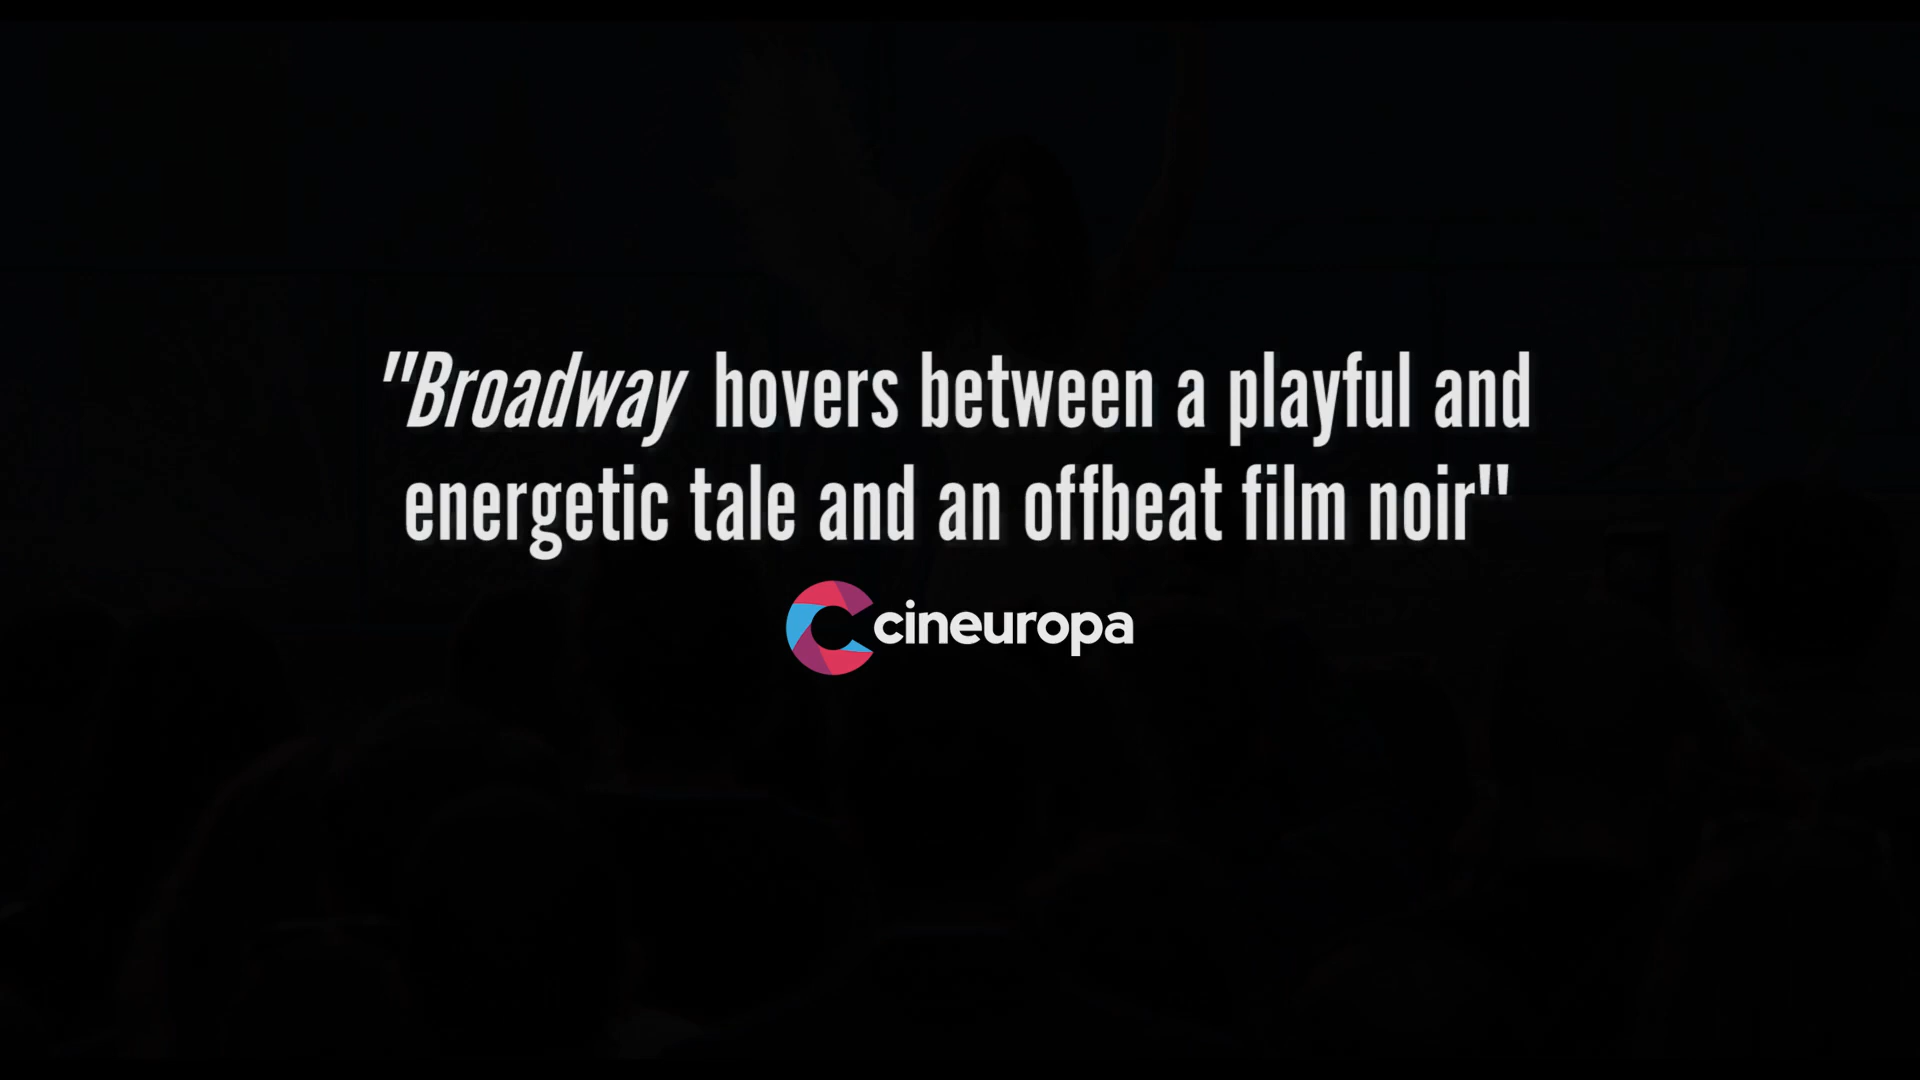 "Broadway hovers between a playful and
energetic tale and an offbeat film noir"
cineuropa